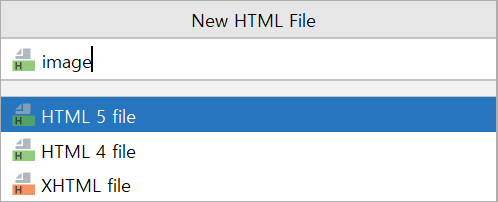 New HTML File
H image
H HTML 5 file
H HTML 4 file
H XHTML file